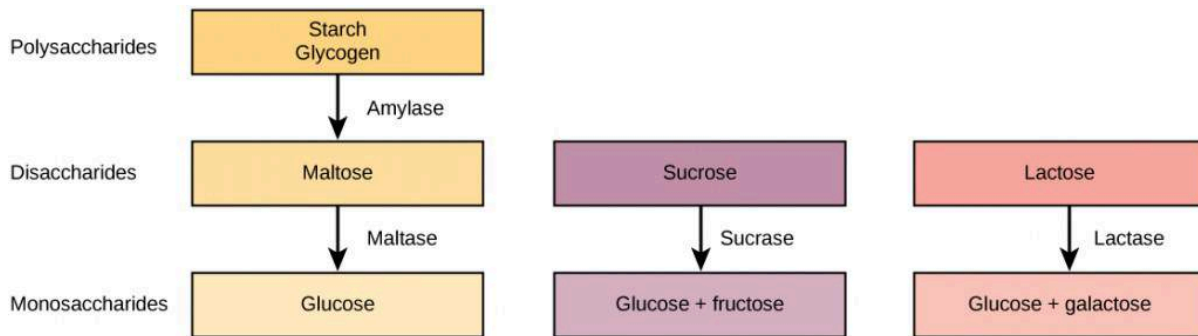 Polysaccharides
Starch
Glycogen
Amylase
Disaccharides
Maltose
Sucrose
Lactose
Maltase
Sucrase
Lactase
Monosaccharides
Glucose
Glucose + fructose
Glucose + galactose